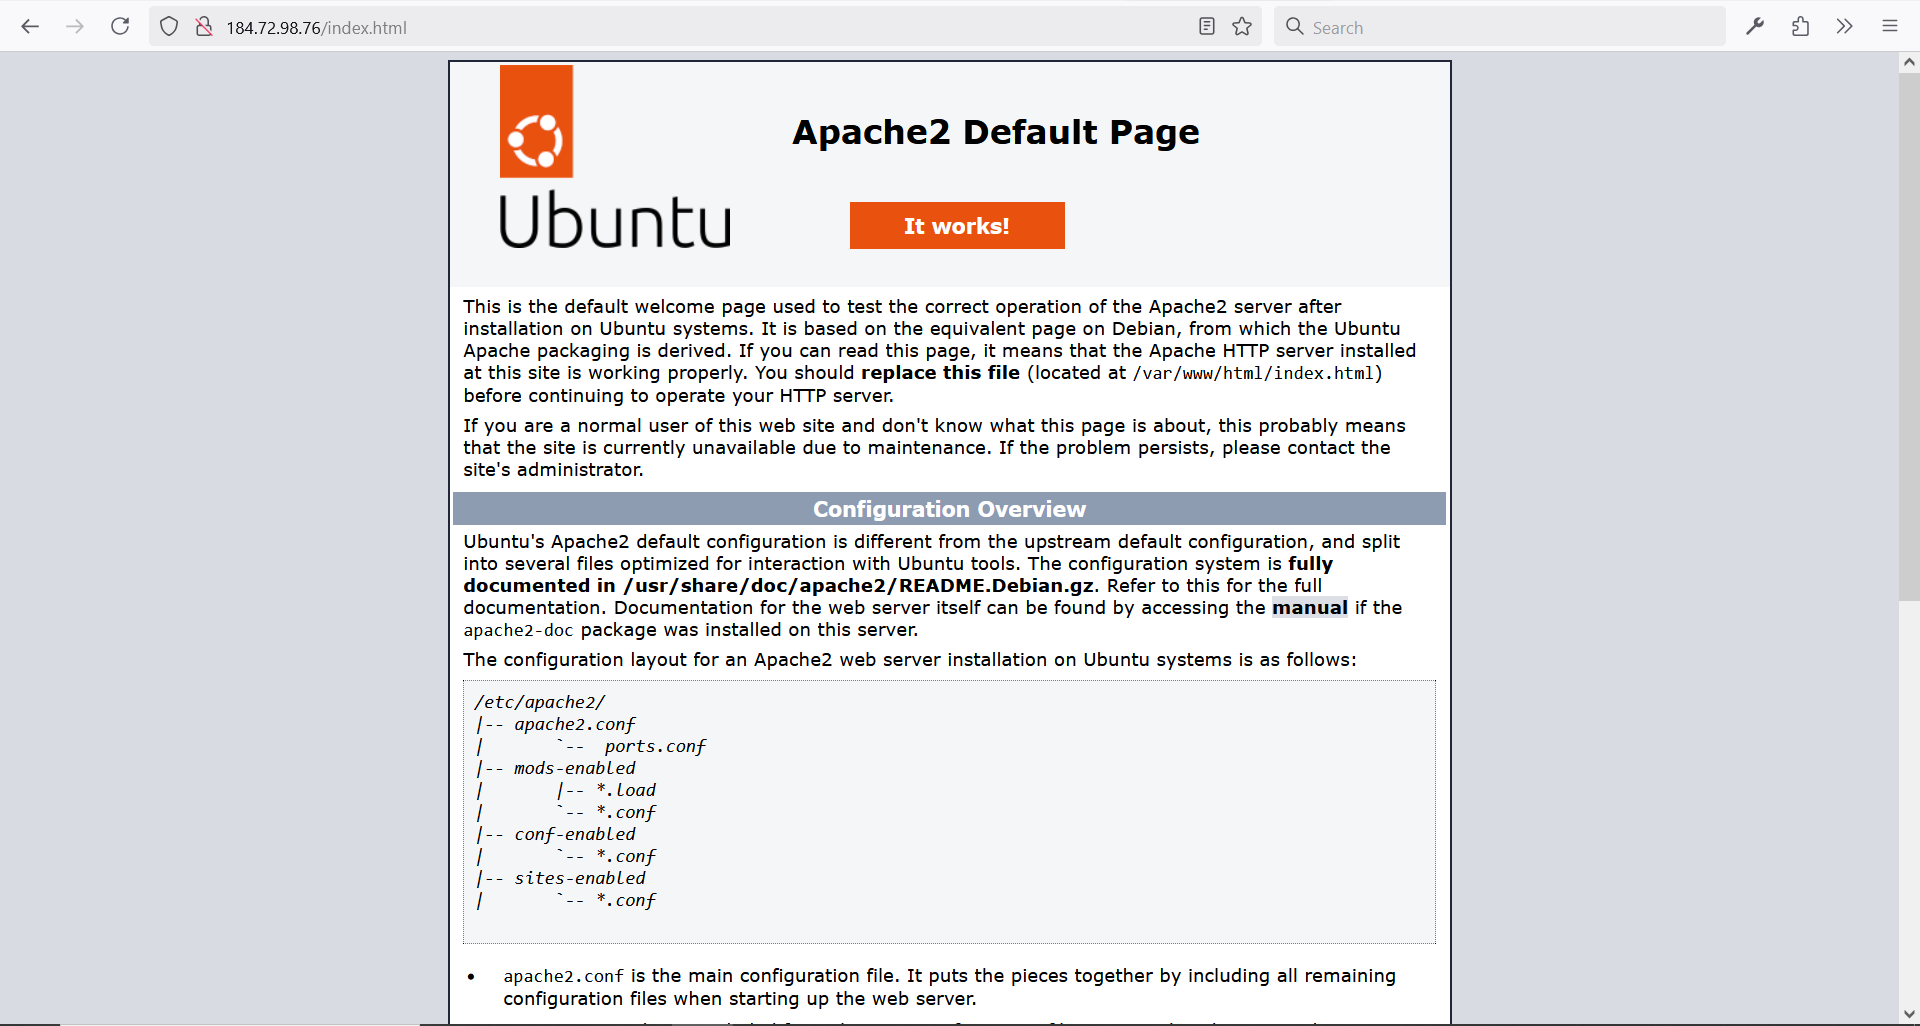 184.72.98.76/index.html
Search
Apache2 Default Page
Ubuntu
It works!
This is the default welcome page used to test the correct operation of the Apache2 server after
installation on Ubuntu systems. It is based on the equivalent page on Debian, from which the Ubuntu
Apache packaging is derived. If you can read this page, it means that the Apache HTTP server installed
at this site is working properly. You should replace this file (located at /var/www/html/index.html)
before continuing to operate your HTTP server.
If you are a normal user of this web site and don't know what this page is about, this probably means
that the site is currently unavailable due to maintenance. If the problem persists, please contact the
site's administrator.
Configuration Overview
Ubuntu's Apache2 default configuration is different from the upstream default configuration, and split
into several files optimized for interaction with Ubuntu tools. The configuration system is fully
documented in /usr/share/doc/apache2/README.Debian.gz. Refer to this for the full
documentation. Documentation for the web server itself can be found by accessing the manual if the
apache2-doc package was installed on this server.
The configuration layout for an Apache2 web server installation on Ubuntu systems is as follows:
/etc/apache2/
|-- apache2.conf
|       `--  ports.conf
|-- mods-enabled
|       |-- *.load
|       `-- *.conf
|-- conf-enabled
|       `-- *.conf
|-- sites-enabled
|       `-- *.conf
• apache2.conf is the main configuration file. It puts the pieces together by including all remaining
configuration files when starting up the web server.